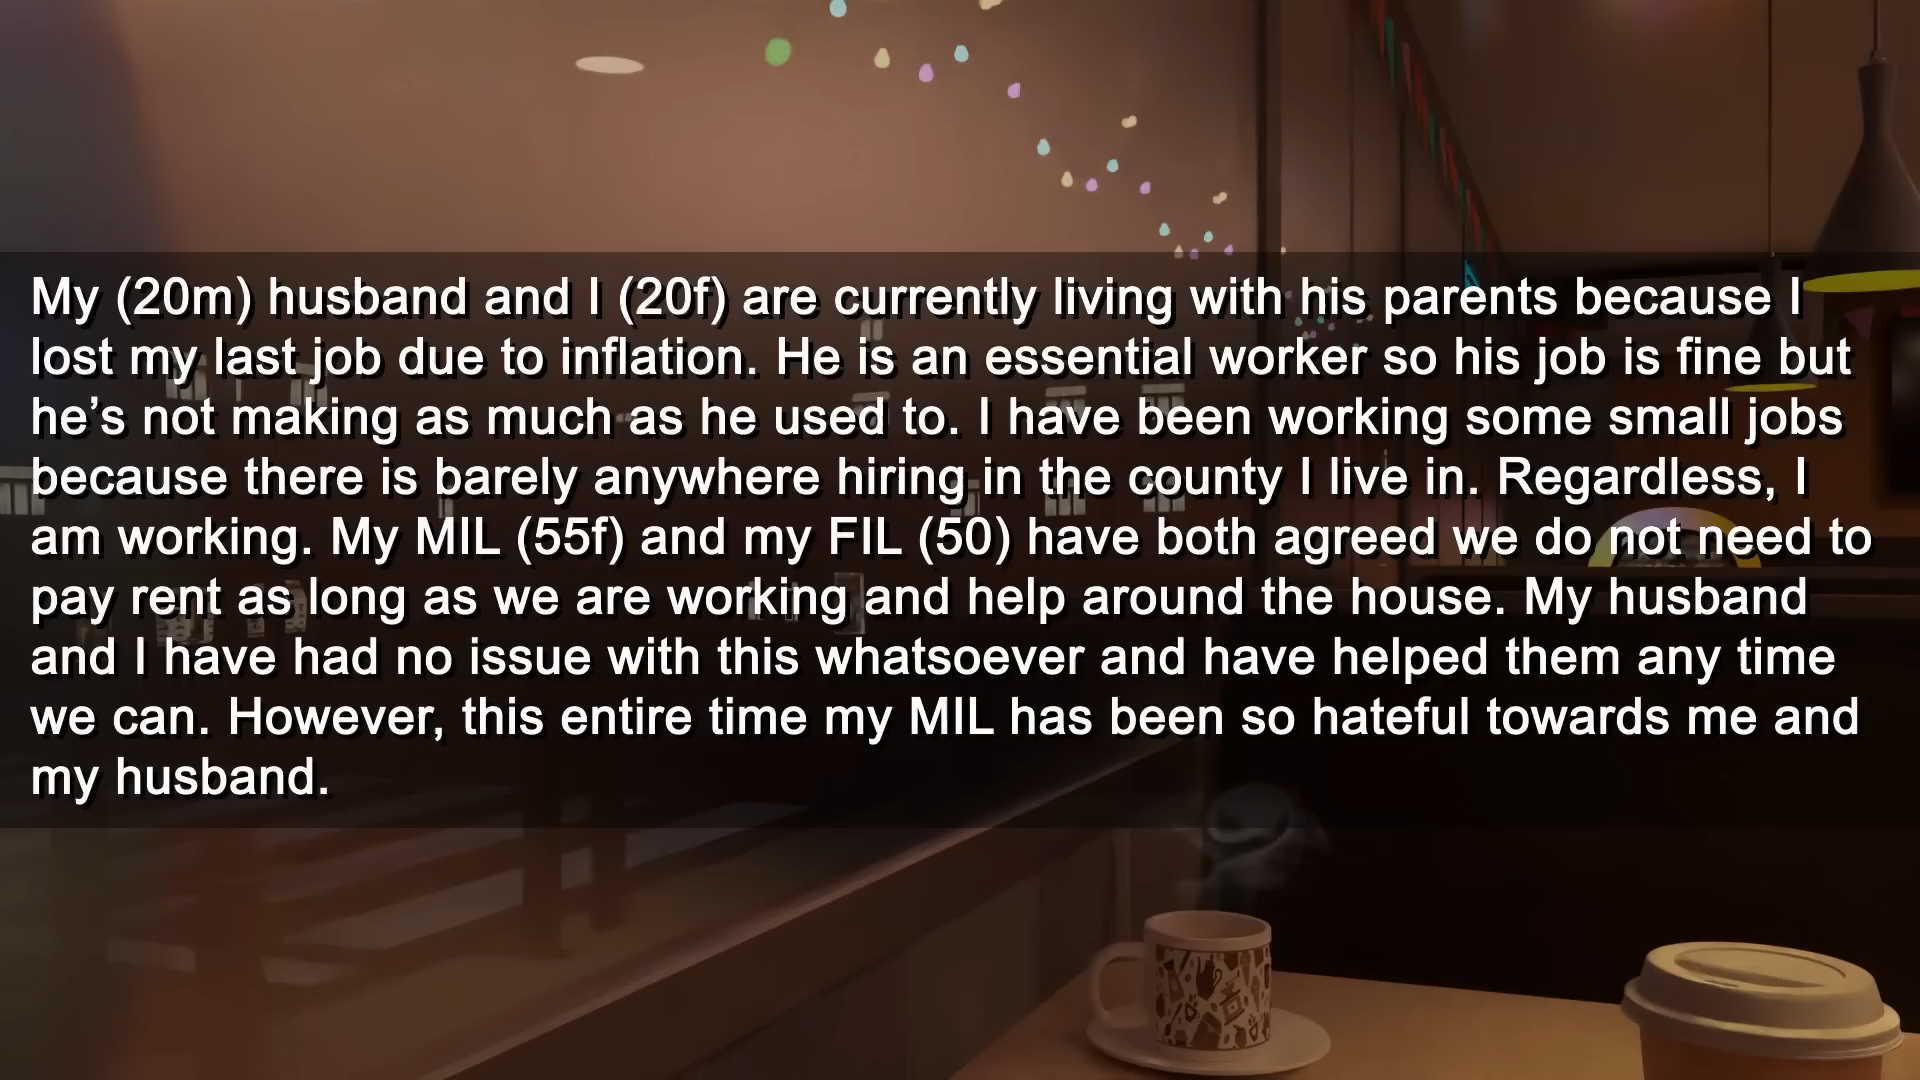 My (20m) husband and I (20f) are currently living with his parents because I
lost my last job due to inflation. He is an essential worker so his job is fine but
he’s not making as much as he used to. I have been working some small jobs
because there is barely anywhere hiring in the county I live in. Regardless, I
am working. My MIL (55f) and my FIL (50) have both agreed we do not need to
pay rent as long as we are working and help around the house. My husband
and I have had no issue with this whatsoever and have helped them any time
we can. However, this entire time my MIL has been so hateful towards me and
my husband.